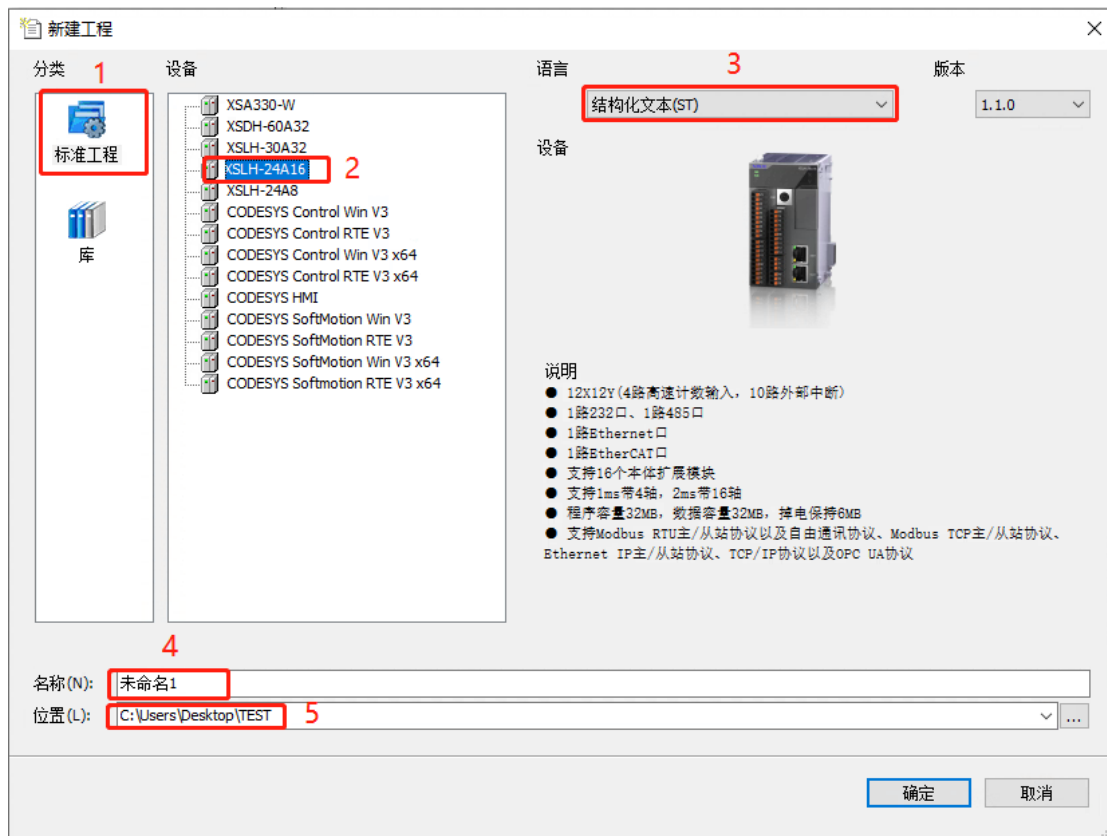 新建工程
分类
1
设备
语言
3
版本
标准工程
库
XSA330-W
XSDH-60A32
XSLH-30A32
XSLH-24A16
2
XSLH-24A8
CODESYS Control Win V3
CODESYS Control RTE V3
CODESYS Control Win V3 x64
CODESYS Control RTE V3 x64
CODESYS HMI
CODESYS SoftMotion Win V3
CODESYS SoftMotion RTE V3
CODESYS SoftMotion Win V3 x64
CODESYS Softmotion RTE V3 x64
结构化文本(ST)
1.1.0
设备
说明
● 12X12Y(4路高速计数输入，10路外部中断)
● 1路232口、1路485口
● 1路Ethernet口
● 1路EtherCAT口
● 支持16个本体扩展模块
● 支持1ms带4轴，2ms带16轴
● 程序容量32MB，数据容量32MB，掉电保持6MB
● 支持Modbus RTU主/从站协议以及自由通讯协议、Modbus TCP主/从站协议、
Ethernet IP主/从站协议、TCP/IP协议以及OPC UA协议
4
名称(N):
未命名1
位置(L):
C:\Users\Desktop\TEST
5
...
确定
取消